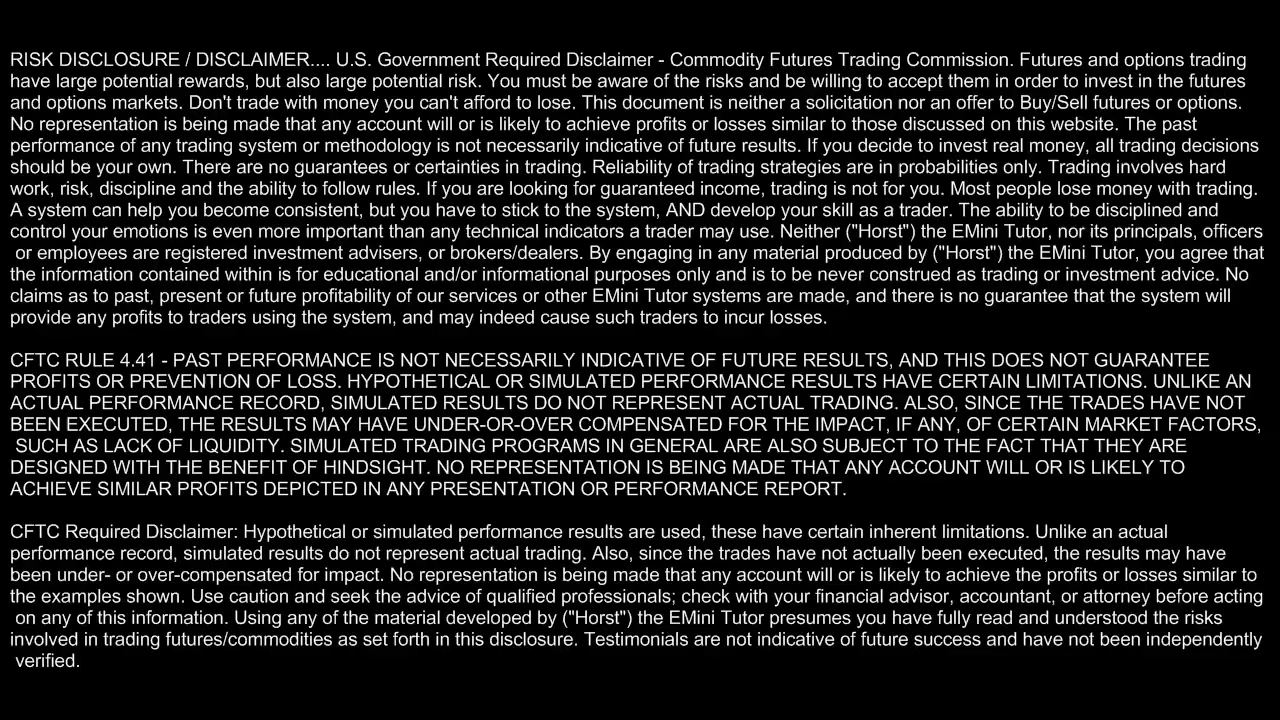 RISK DISCLOSURE / DISCLAIMER.... U.S. Government Required Disclaimer - Commodity Futures Trading Commission. Futures and options trading
have large potential rewards, but also large potential risk. You must be aware of the risks and be willing to accept them in order to invest in the futures
and options markets. Don't trade with money you can't afford to lose. This document is neither a solicitation nor an offer to Buy/Sell futures or options.
No representation is being made that any account will or is likely to achieve profits or losses similar to those discussed on this website. The past
performance of any trading system or methodology is not necessarily indicative of future results. If you decide to invest real money, all trading decisions
should be your own. There are no guarantees or certainties in trading. Reliability of trading strategies are in probabilities only. Trading involves hard
work, risk, discipline and the ability to follow rules. If you are looking for guaranteed income, trading is not for you. Most people lose money with trading.
A system can help you become consistent, but you have to stick to the system, AND develop your skill as a trader. The ability to be disciplined and
control your emotions is even more important than any technical indicators a trader may use. Neither ("Horst") the EMini Tutor, nor its principals, officers
or employees are registered investment advisers, or brokers/dealers. By engaging in any material produced by ("Horst") the EMini Tutor, you agree that
the information contained within is for educational and/or informational purposes only and is to be never construed as trading or investment advice. No
claims as to past, present or future profitability of our services or other EMini Tutor systems are made, and there is no guarantee that the system will
provide any profits to traders using the system, and may indeed cause such traders to incur losses.
CFTC RULE 4.41 - PAST PERFORMANCE IS NOT NECESSARILY INDICATIVE OF FUTURE RESULTS, AND THIS DOES NOT GUARANTEE
PROFITS OR PREVENTION OF LOSS. HYPOTHETICAL OR SIMULATED PERFORMANCE RESULTS HAVE CERTAIN LIMITATIONS. UNLIKE AN
ACTUAL PERFORMANCE RECORD, SIMULATED RESULTS DO NOT REPRESENT ACTUAL TRADING. ALSO, SINCE THE TRADES HAVE NOT
BEEN EXECUTED, THE RESULTS MAY HAVE UNDER-OR-OVER COMPENSATED FOR THE IMPACT, IF ANY, OF CERTAIN MARKET FACTORS,
SUCH AS LACK OF LIQUIDITY. SIMULATED TRADING PROGRAMS IN GENERAL ARE ALSO SUBJECT TO THE FACT THAT THEY ARE
DESIGNED WITH THE BENEFIT OF HINDSIGHT. NO REPRESENTATION IS BEING MADE THAT ANY ACCOUNT WILL OR IS LIKELY TO
ACHIEVE SIMILAR PROFITS DEPICTED IN ANY PRESENTATION OR PERFORMANCE REPORT.
CFTC Required Disclaimer: Hypothetical or simulated performance results are used, these have certain inherent limitations. Unlike an actual
performance record, simulated results do not represent actual trading. Also, since the trades have not actually been executed, the results may have
been under- or over-compensated for impact. No representation is being made that any account will or is likely to achieve the profits or losses similar to
the examples shown. Use caution and seek the advice of qualified professionals; check with your financial advisor, accountant, or attorney before acting
on any of this information. Using any of the material developed by ("Horst") the EMini Tutor presumes you have fully read and understood the risks
involved in trading futures/commodities as set forth in this disclosure. Testimonials are not indicative of future success and have not been independently
verified.